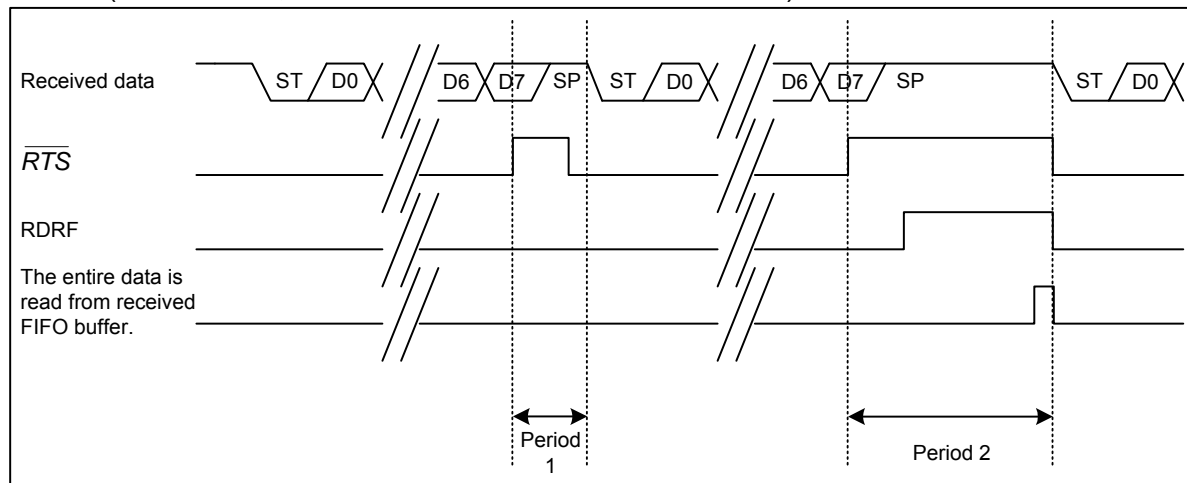 Received data
ST D0 D6 D7 SP ST D0 D6 D7 SP ST D0
RTS
RDRF
The entire data is
read from received
FIFO buffer.
Period
1
Period 2